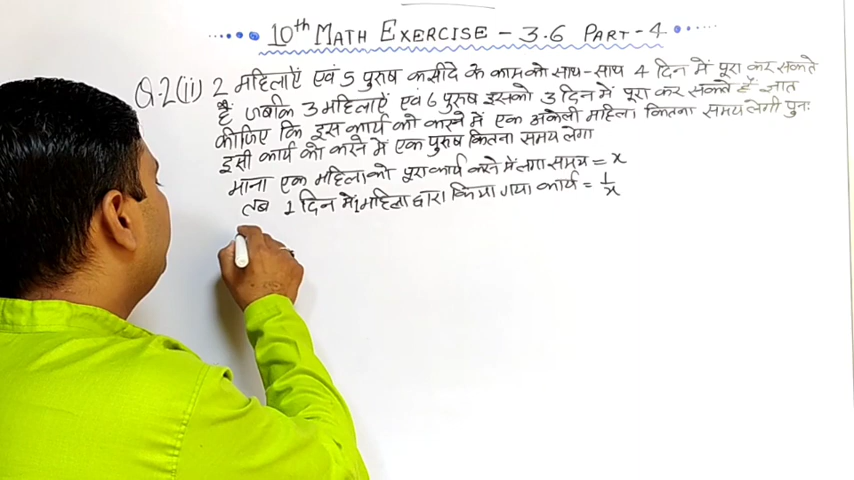 10th MATH EXERCISE - 3.6 PART - 4
Q.2(ii) 2 महिलाएं एवं 5 पुरुष कसीदे के काम को साथ-साथ 4 दिन में पूरा कर सकते
हैं जबकि 3 महिलाएं एवं 6 पुरुष इसको 3 दिन में पूरा कर सकते हैं ज्ञात
कीजिए कि इस कार्य को करने में एक अकेली महिला कितना समय लेगी पुनः
इसी कार्य को करने में एक पुरुष कितना समय लेगा
माना एक महिला को पूरा कार्य करने में लगा समय = x
तब 1 दिन में 1 महिला द्वारा किया गया कार्य = 1/x